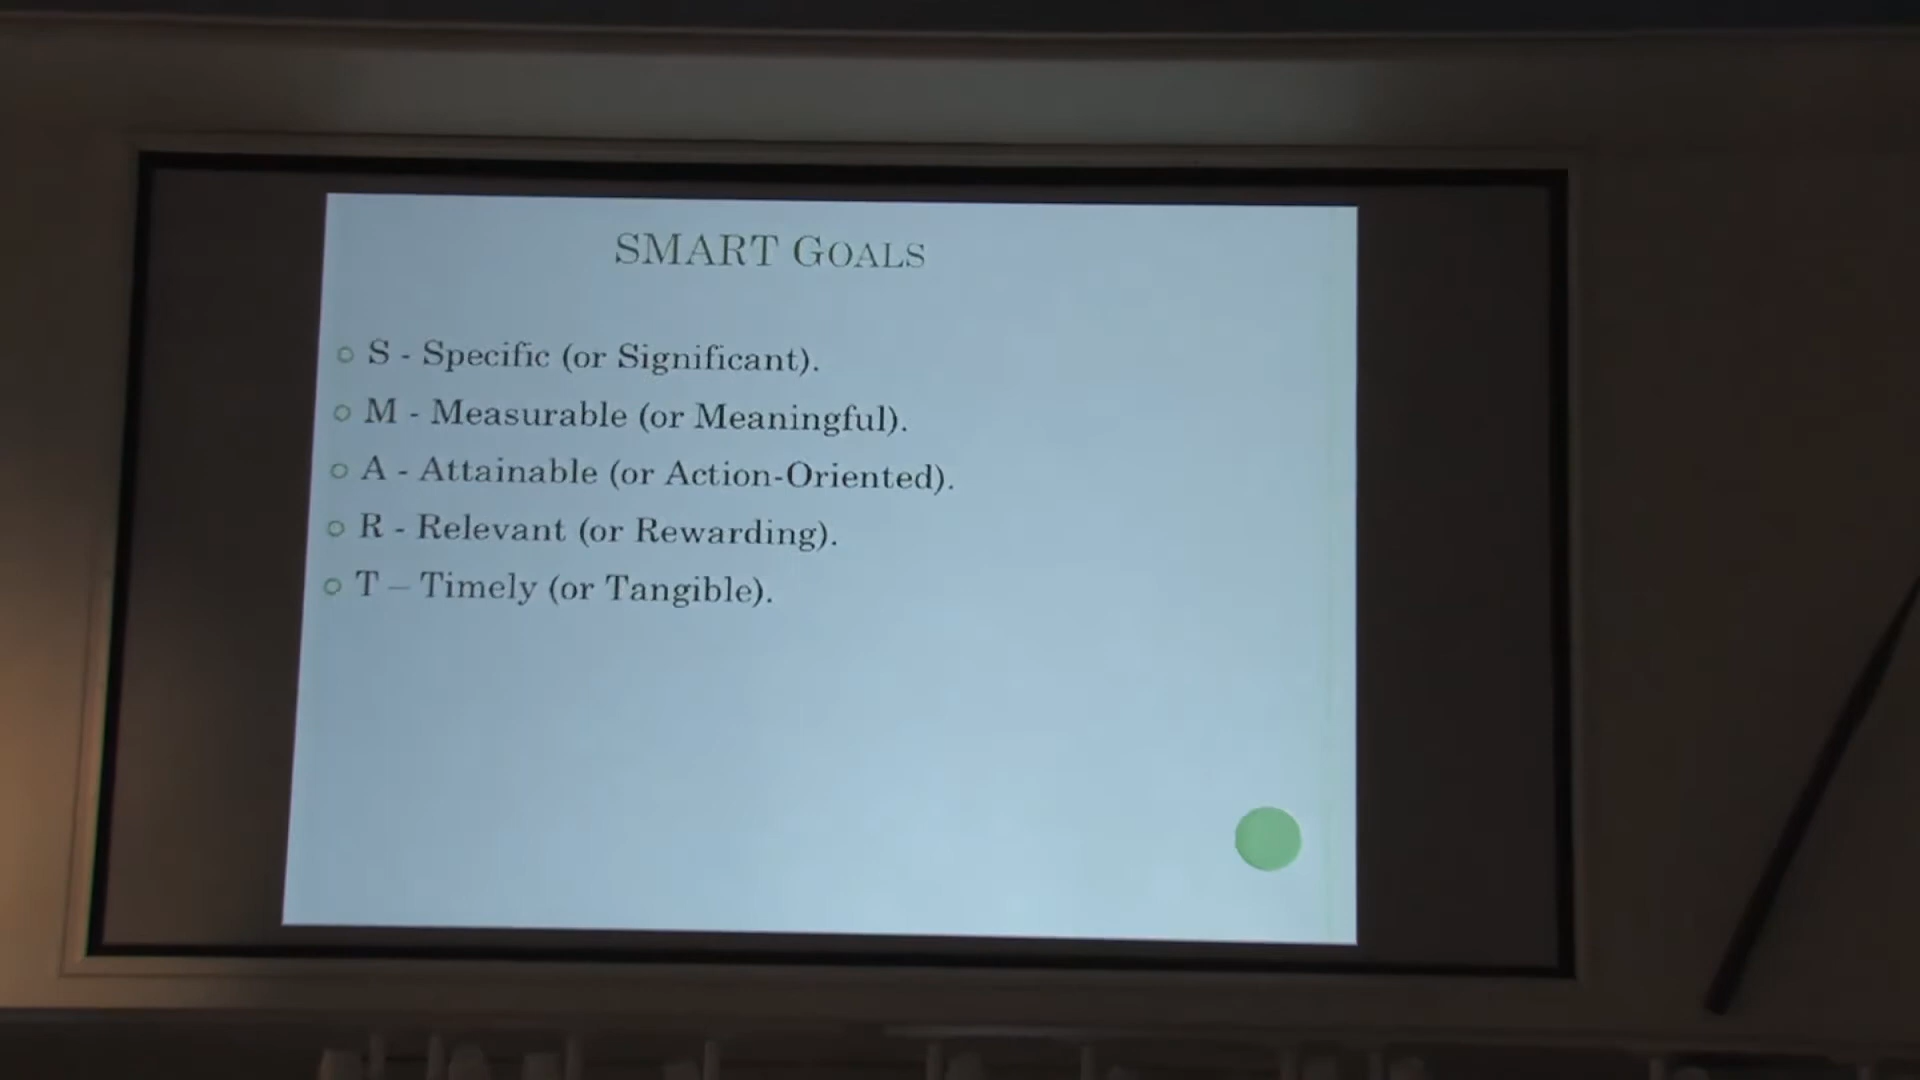 SMART GOALS
S - Specific (or Significant).
M - Measurable (or Meaningful).
A - Attainable (or Action-Oriented).
R - Relevant (or Rewarding).
T – Timely (or Tangible).